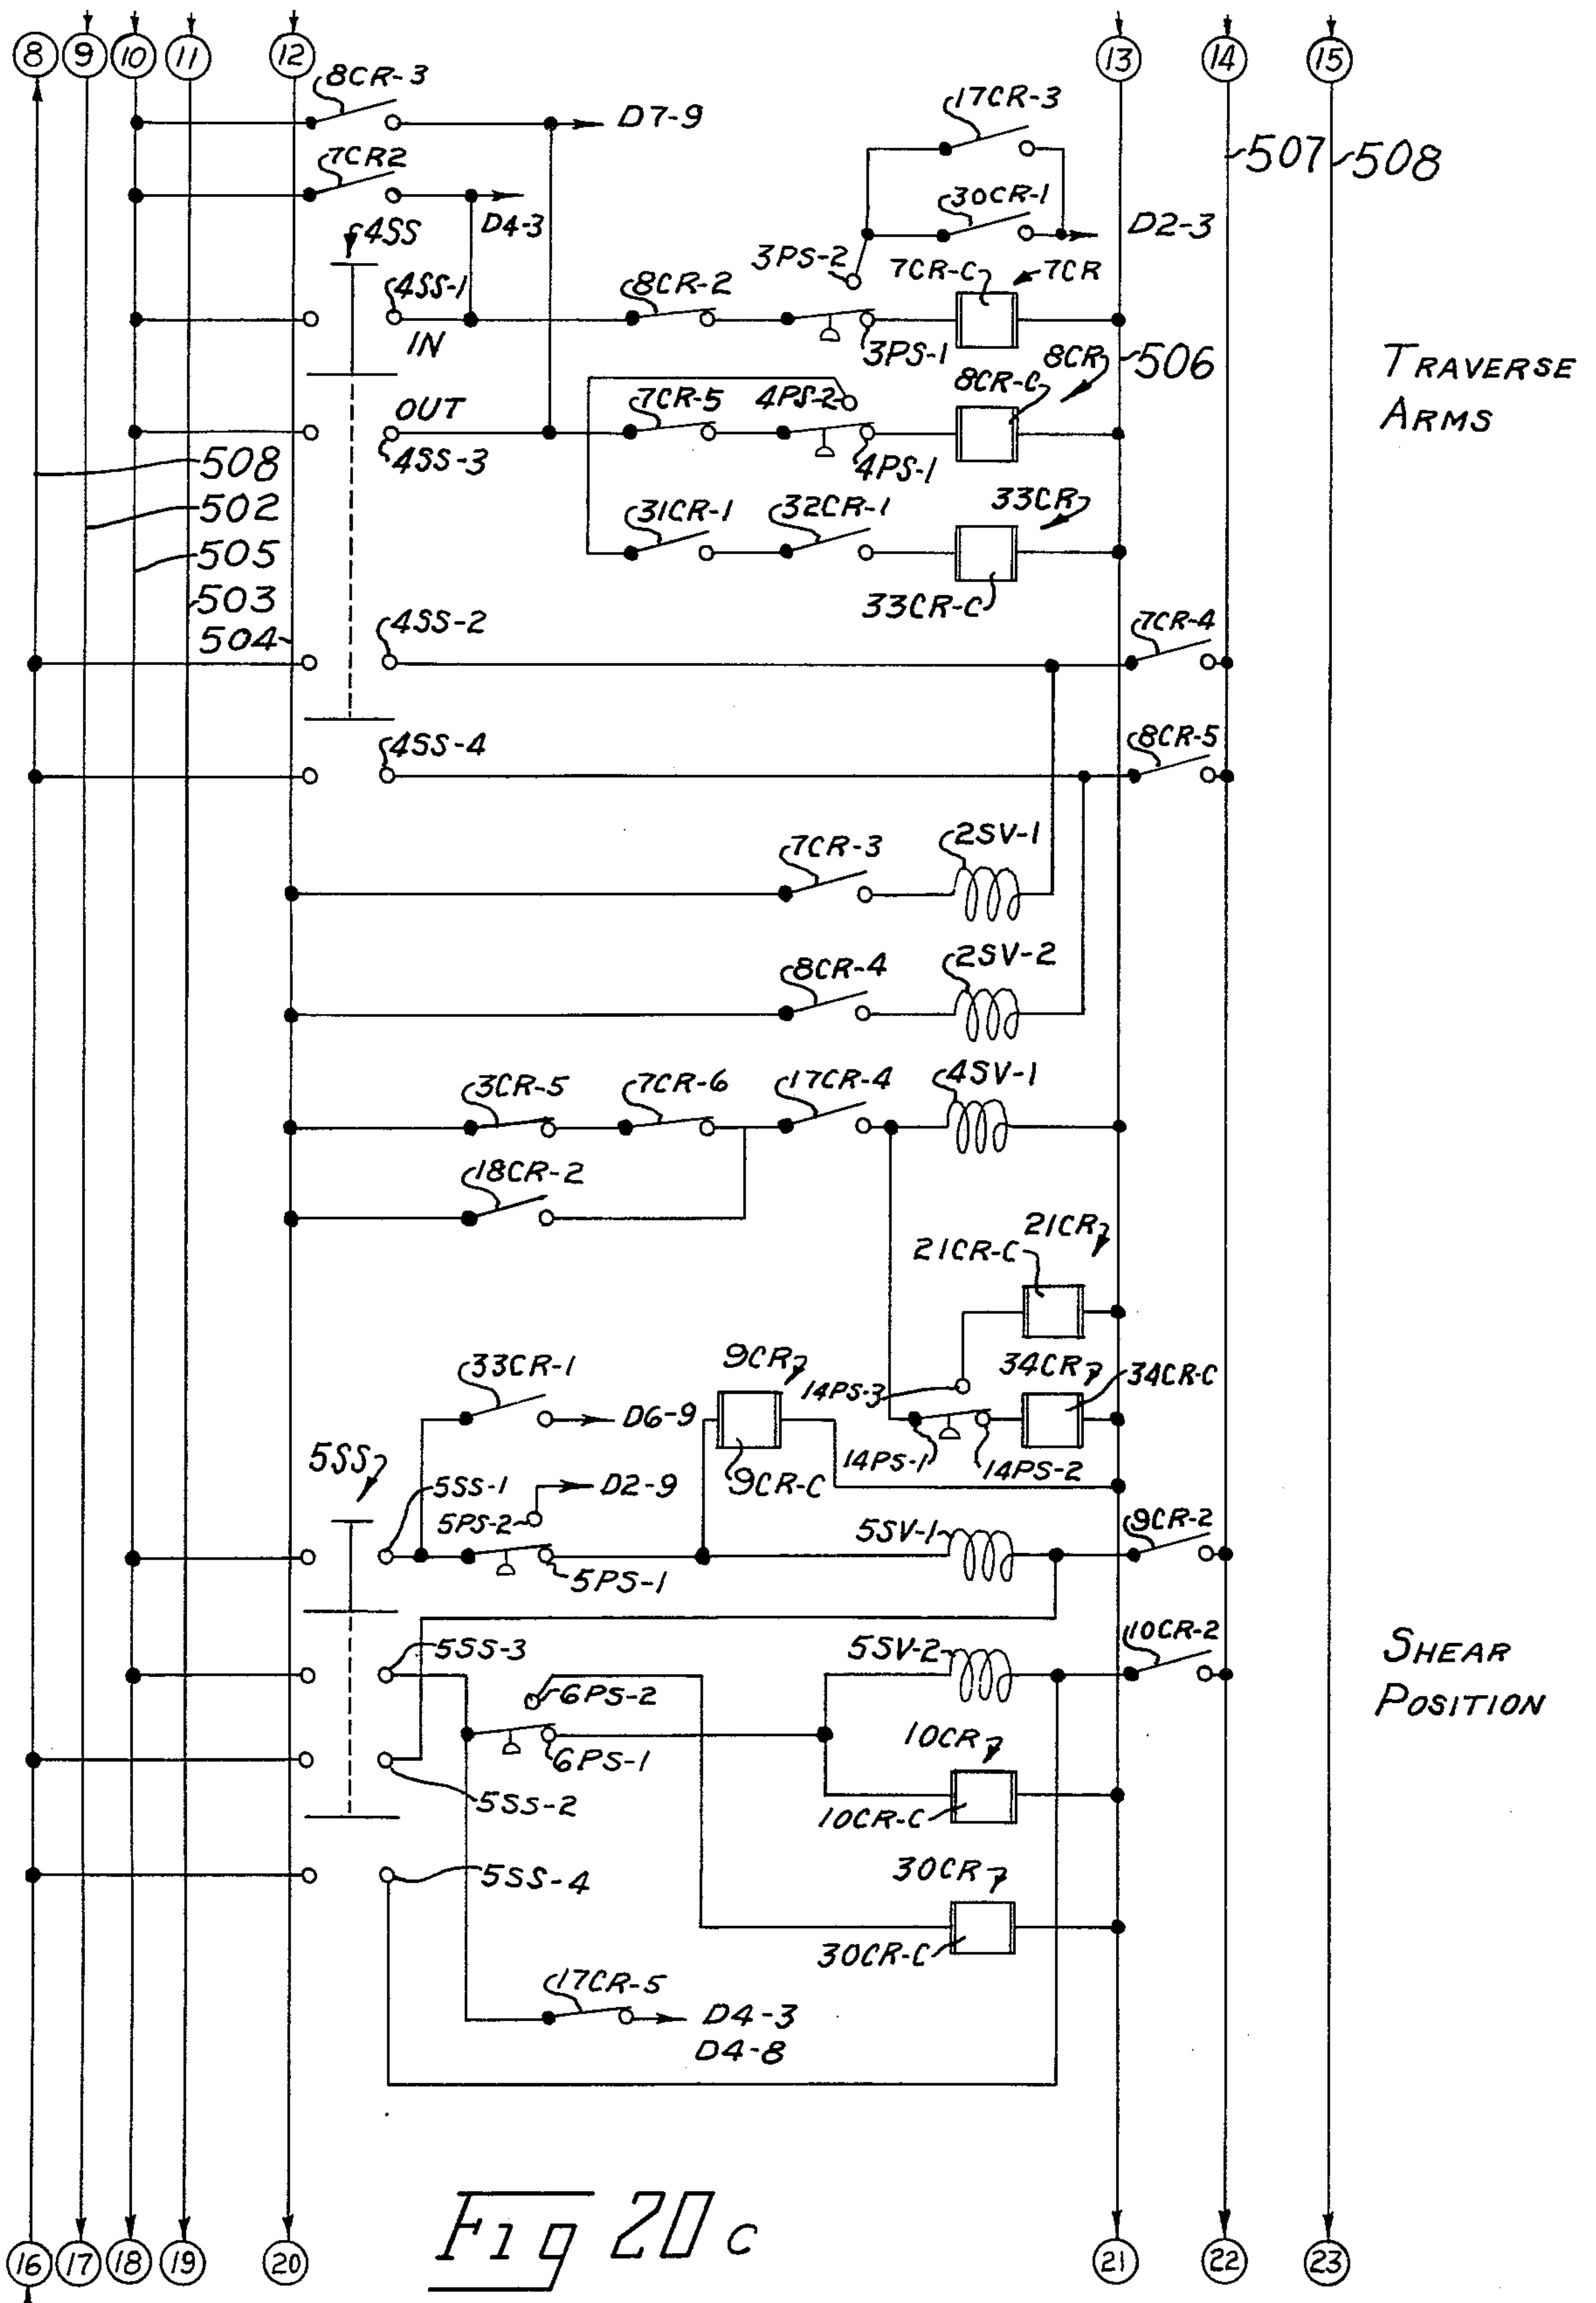 8 9 10 11 12 13 14 15
8CR-3
D7-9
17CR-3
507
508
7CR2
D4-3
30CR-1
D2-3
4SS
3PS-2
7CR-C
7CR
4SS-1
8CR-2
IN
3PS-1
506
8CR
TRAVERSE
ARMS
8CR-C
OUT
7CR-5
4PS-2
4SS-3
4PS-1
508
502
33CR
31CR-1
32CR-1
505
503
33CR-C
504
4SS-2
7CR-4
4SS-4
8CR-5
7CR-3
2SV-1
8CR-4
2SV-2
3CR-5
7CR-6
17CR-4
4SV-1
18CR-2
21CR
21CR-C
33CR-1
9CR
14PS-3
34CR
34CR-C
D6-9
5SS
14PS-1
14PS-2
5SS-1
D2-9
9CR-C
5PS-2
5SV-1
9CR-2
5PS-1
5SS-3
5SV-2
10CR-2
SHEAR
POSITION
6PS-2
6PS-1
10CR
5SS-2
10CR-C
5SS-4
30CR
30CR-C
17CR-5
D4-3
D4-8
Fig 20c
16 17 18 19 20 21 22 23